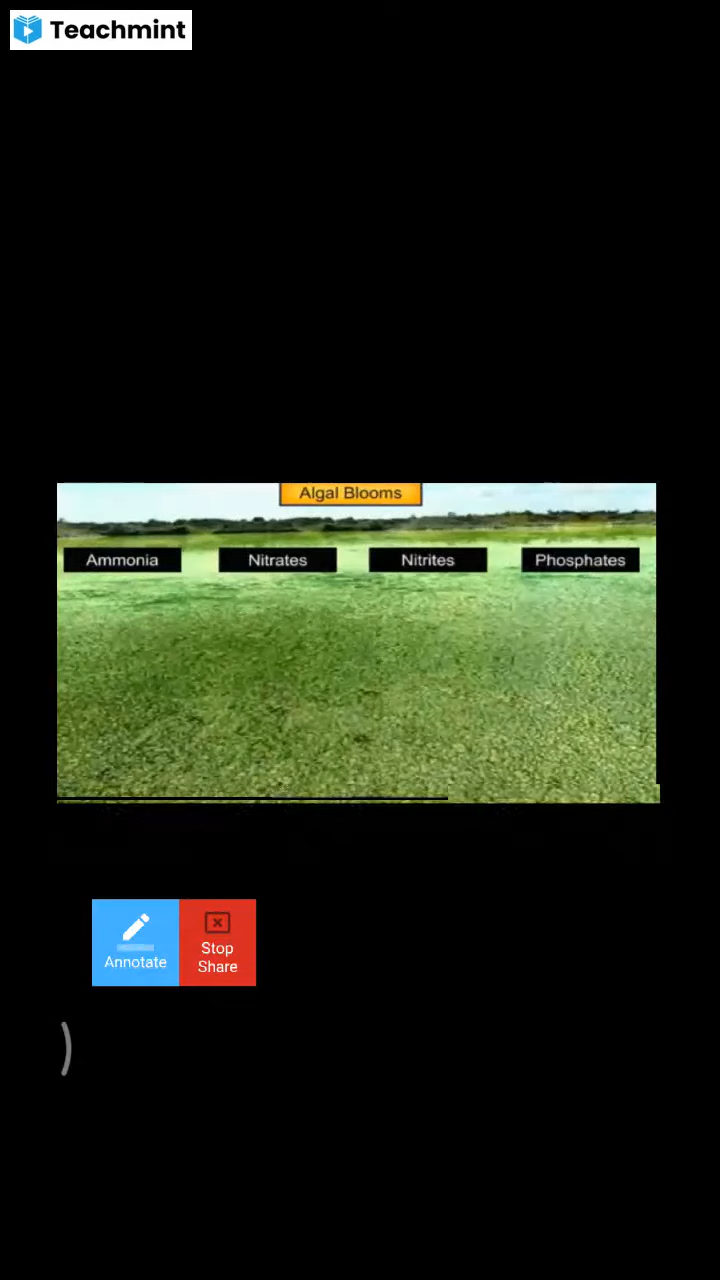 Teachmint
Algal Blooms
Ammonia Nitrates Nitrites Phosphates
Annotate
Stop
Share